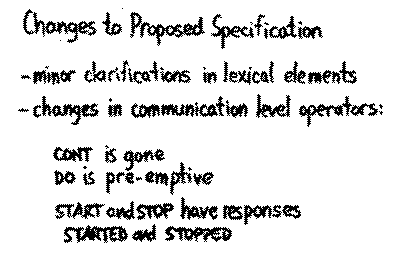 Changes to Proposed Specification
- minor clarifications in lexical elements
- changes in communication level operators:
CONT is gone
DO is pre-emptive
START and STOP have responses
STARTED and STOPPED